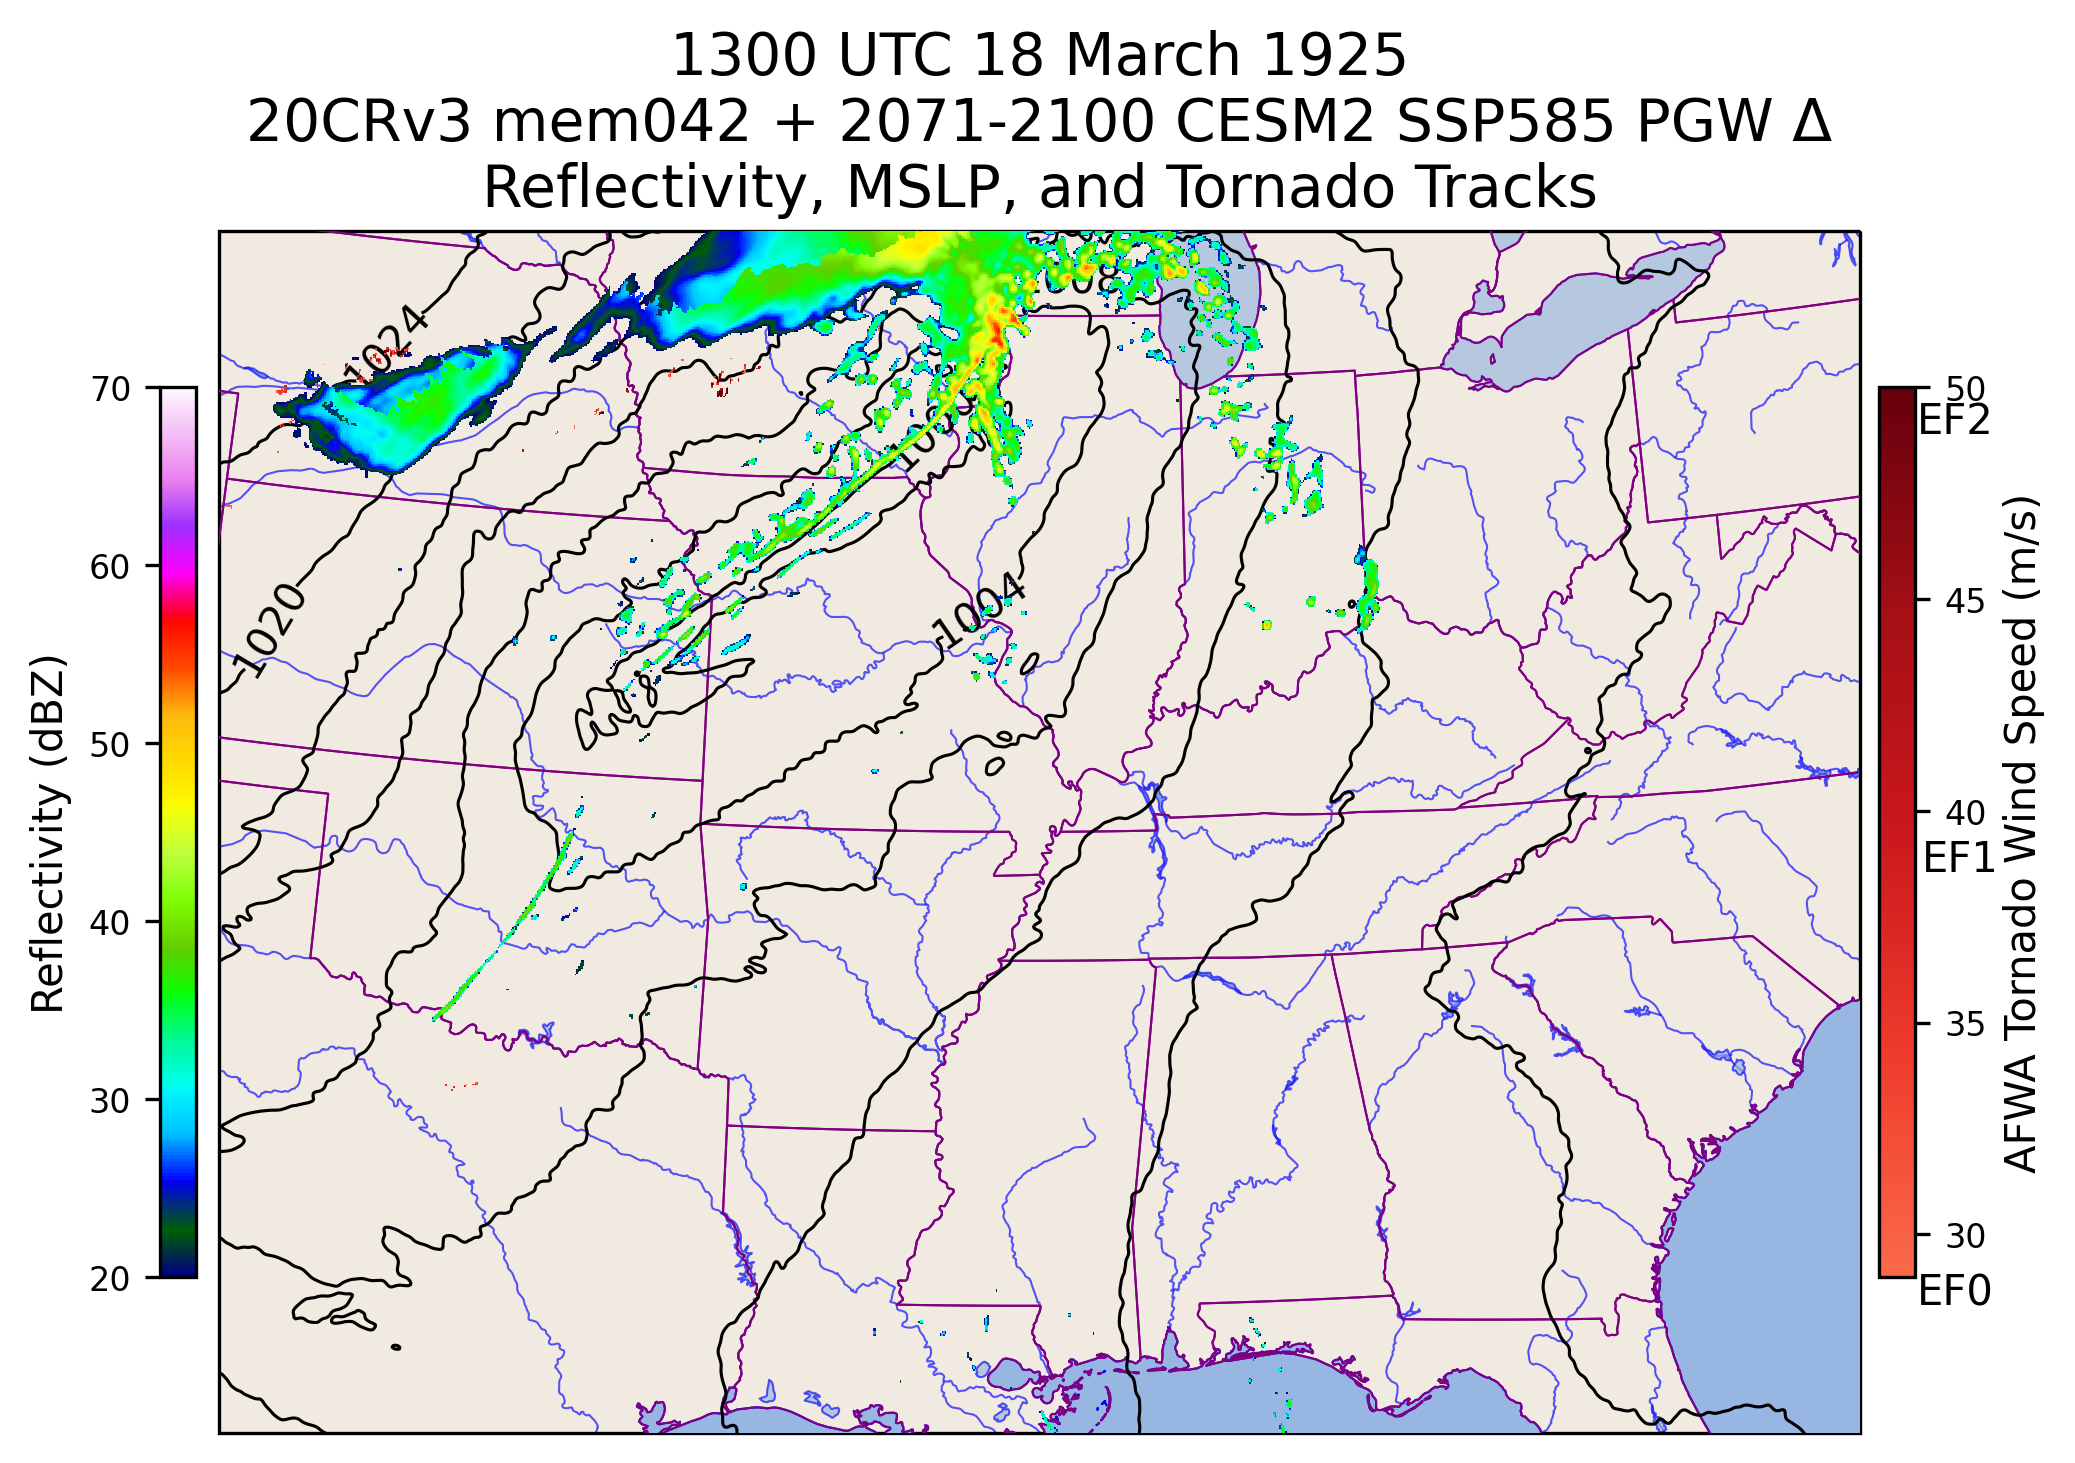 1300 UTC 18 March 1925
20CRv3 mem042 + 2071-2100 CESM2 SSP585 PGW Δ
Reflectivity, MSLP, and Tornado Tracks
1024
1020
1004
70
60
50
40
30
20
Reflectivity (dBZ)
50
EF2
45
40
EF1
35
30
EF0
AFWA Tornado Wind Speed (m/s)